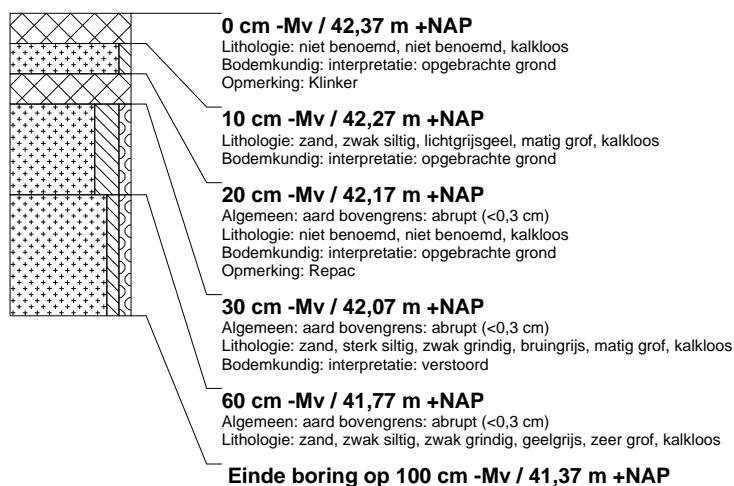 0 cm -Mv / 42,37 m +NAP
Lithologie: niet benoemd, niet benoemd, kalkloos
Bodemkundig: interpretatie: opgebrachte grond
Opmerking: Klinker
10 cm -Mv / 42,27 m +NAP
Lithologie: zand, zwak siltig, lichtgrijsgeel, matig grof, kalkloos
Bodemkundig: interpretatie: opgebrachte grond
20 cm -Mv / 42,17 m +NAP
Algemeen: aard bovengrens: abrupt (<0,3 cm)
Lithologie: niet benoemd, niet benoemd, kalkloos
Bodemkundig: interpretatie: opgebrachte grond
Opmerking: Repac
30 cm -Mv / 42,07 m +NAP
Algemeen: aard bovengrens: abrupt (<0,3 cm)
Lithologie: zand, sterk siltig, zwak grindig, bruingrijs, matig grof, kalkloos
Bodemkundig: interpretatie: verstoord
60 cm -Mv / 41,77 m +NAP
Algemeen: aard bovengrens: abrupt (<0,3 cm)
Lithologie: zand, zwak siltig, zwak grindig, geelgrijs, zeer grof, kalkloos
Einde boring op 100 cm -Mv / 41,37 m +NAP